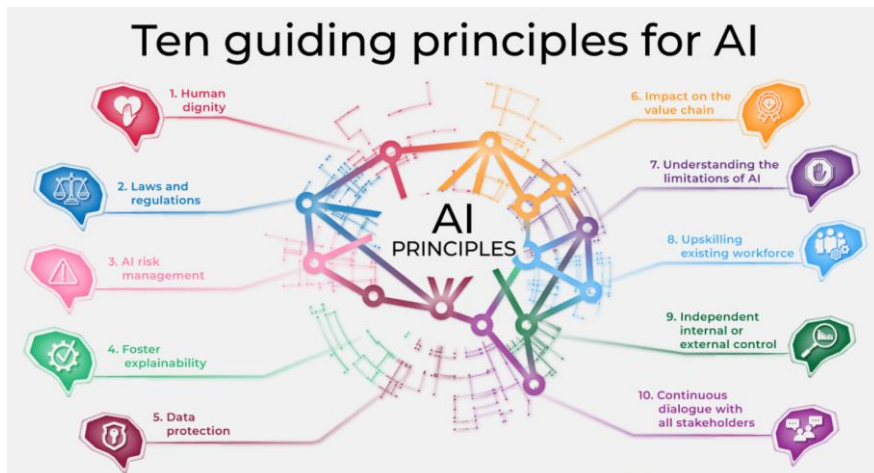 Ten guiding principles for AI
1. Human
dignity
2. Laws and
regulations
3. AI risk
management
4. Foster
explainability
5. Data
protection
AI
PRINCIPLES
6. Impact on the
value chain
7. Understanding the
limitations of AI
8. Upskilling
existing workforce
9. Independent
internal or
external control
10. Continuous
dialogue with
all stakeholders